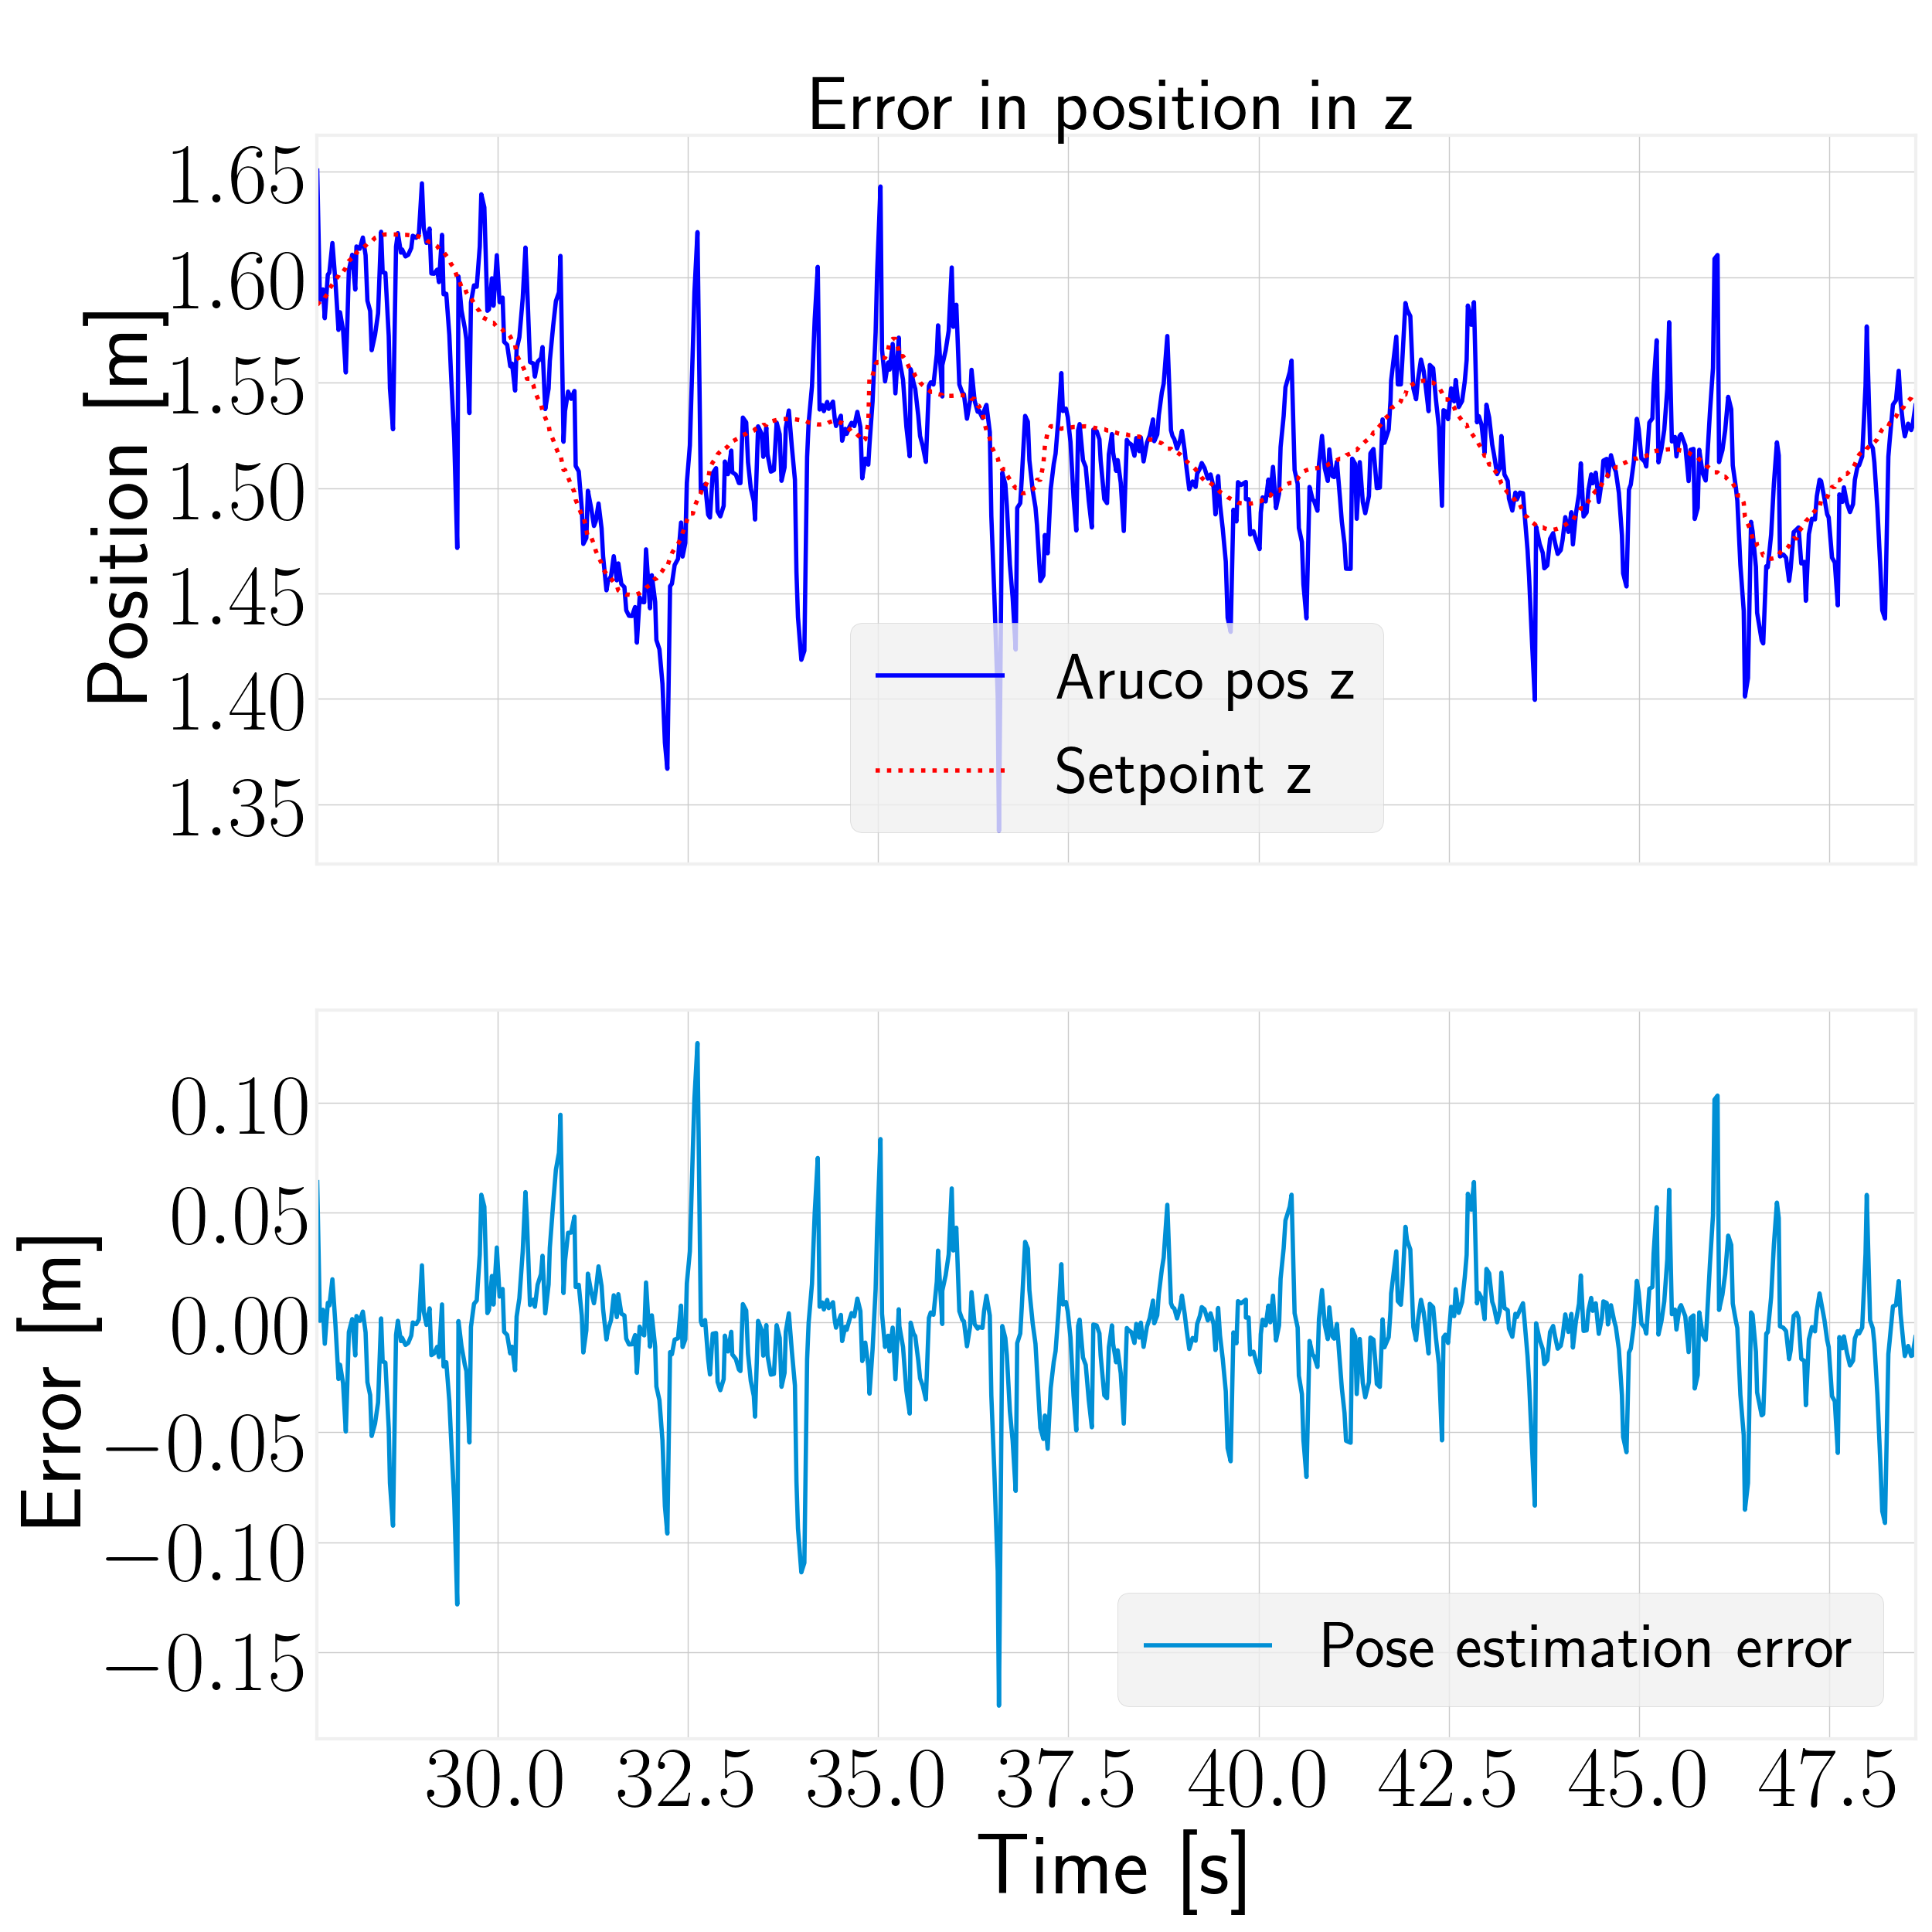 Error in position in z
Position [m]
1.65
1.60
1.55
1.50
1.45
1.40
1.35
Aruco pos z
Setpoint z
Error [m]
0.10
0.05
0.00
−0.05
−0.10
−0.15
Pose estimation error
30.0 32.5 35.0 37.5 40.0 42.5 45.0 47.5
Time [s]